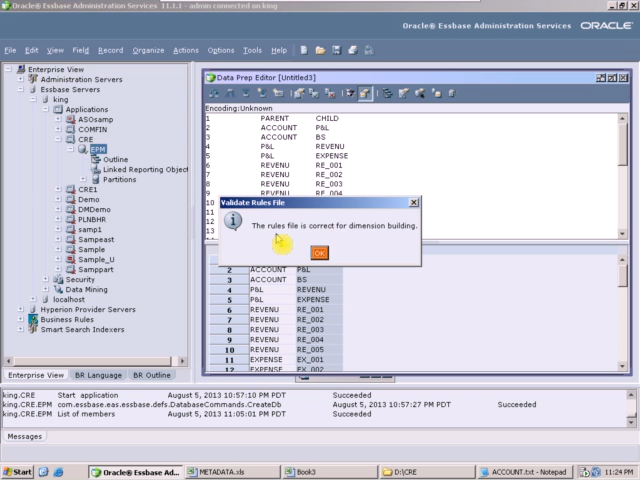 Oracle® Essbase Administration Services 11.1.1 - admin connected on king
Oracle® Essbase Administration Services ORACLE
File Edit View Field Record Organize Actions Options Tools Help
Enterprise View
Administration Servers
Essbase Servers
king
Applications
ASOsamp
COMFIN
CRE
EPM
Outline
Linked Reporting Object
Partitions
CRE1
Demo
DMDemo
PLNBHR
samp1
Sampeast
Sample
Sample_U
Samppart
Security
Data Mining
localhost
Hyperion Provider Servers
Business Rules
Smart Search Indexers
Enterprise View BR Language BR Outline
Data Prep Editor [Untitled3]
Encoding:Unknown
1 PARENT CHILD
2 ACCOUNT P&L
3 ACCOUNT BS
4 P&L REVENU
5 P&L EXPENSE
6 REVENU RE_001
7 REVENU RE_002
8 REVENU RE_003
9 REVENU RE_004
10
11
12
13
Validate Rules File
The rules file is correct for dimension building.
OK
2 ACCOUNT P&L
3 ACCOUNT BS
4 P&L REVENU
5 P&L EXPENSE
6 REVENU RE_001
7 REVENU RE_002
8 REVENU RE_003
9 REVENU RE_004
10 REVENU RE_005
11 EXPENSE EX_001
12 EXPENSE EX_002
king.CRE Start application August 5, 2013 10:57:10 PM PDT Succeeded
king.CRE.EPM com.essbase.eas.essbase.defs.DatabaseCommands.CreateDb August 5, 2013 10:57:27 PM PDT Succeeded
king.CRE.EPM List of members August 5, 2013 11:05:01 PM PDT Succeeded
Messages
Start Oracle® Essbase Ad... METADATA.xls Book3 D:\CRE ACCOUNT.txt - Notepad 11:24 PM